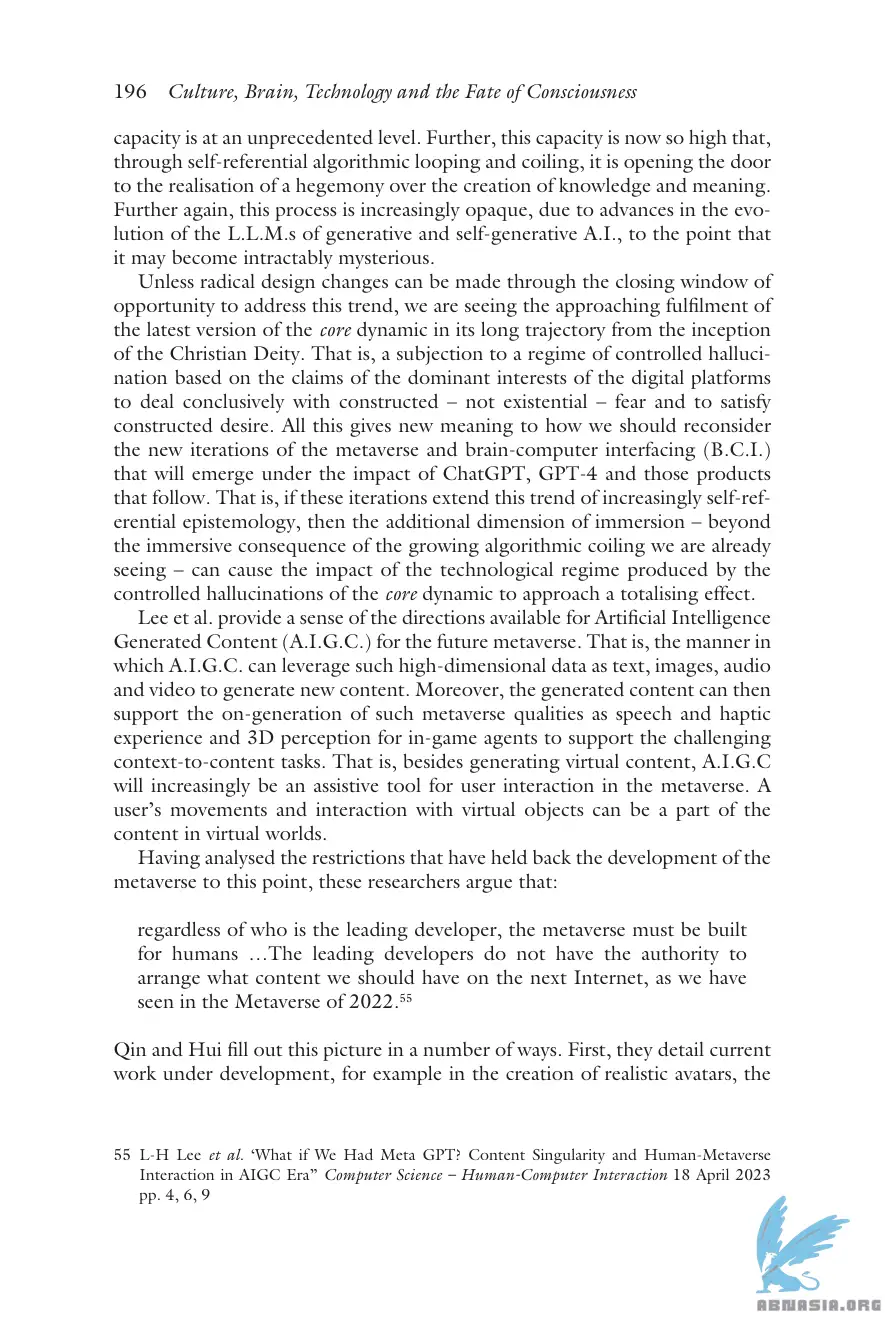 196 Culture, Brain, Technology and the Fate of Consciousness
capacity is at an unprecedented level. Further, this capacity is now so high that,
through self-referential algorithmic looping and coiling, it is opening the door
to the realisation of a hegemony over the creation of knowledge and meaning.
Further again, this process is increasingly opaque, due to advances in the evo-
lution of the L.L.M.s of generative and self-generative A.I., to the point that
it may become intractably mysterious.
Unless radical design changes can be made through the closing window of
opportunity to address this trend, we are seeing the approaching fulfilment of
the latest version of the core dynamic in its long trajectory from the inception
of the Christian Deity. That is, a subjection to a regime of controlled halluci-
nation based on the claims of the dominant interests of the digital platforms
to deal conclusively with constructed – not existential – fear and to satisfy
constructed desire. All this gives new meaning to how we should reconsider
the new iterations of the metaverse and brain-computer interfacing (B.C.I.)
that will emerge under the impact of ChatGPT, GPT-4 and those products
that follow. That is, if these iterations extend this trend of increasingly self-ref-
erential epistemology, then the additional dimension of immersion – beyond
the immersive consequence of the growing algorithmic coiling we are already
seeing – can cause the impact of the technological regime produced by the
controlled hallucinations of the core dynamic to approach a totalising effect.
Lee et al. provide a sense of the directions available for Artificial Intelligence
Generated Content (A.I.G.C.) for the future metaverse. That is, the manner in
which A.I.G.C. can leverage such high-dimensional data as text, images, audio
and video to generate new content. Moreover, the generated content can then
support the on-generation of such metaverse qualities as speech and haptic
experience and 3D perception for in-game agents to support the challenging
context-to-content tasks. That is, besides generating virtual content, A.I.G.C
will increasingly be an assistive tool for user interaction in the metaverse. A
user’s movements and interaction with virtual objects can be a part of the
content in virtual worlds.
Having analysed the restrictions that have held back the development of the
metaverse to this point, these researchers argue that:
regardless of who is the leading developer, the metaverse must be built
for humans …The leading developers do not have the authority to
arrange what content we should have on the next Internet, as we have
seen in the Metaverse of 2022.55
Qin and Hui fill out this picture in a number of ways. First, they detail current
work under development, for example in the creation of realistic avatars, the
55 L-H Lee et al. ‘What if We Had Meta GPT? Content Singularity and Human-Metaverse
Interaction in AIGC Era” Computer Science – Human-Computer Interaction 18 April 2023
pp. 4, 6, 9
ABNASIA.ORG